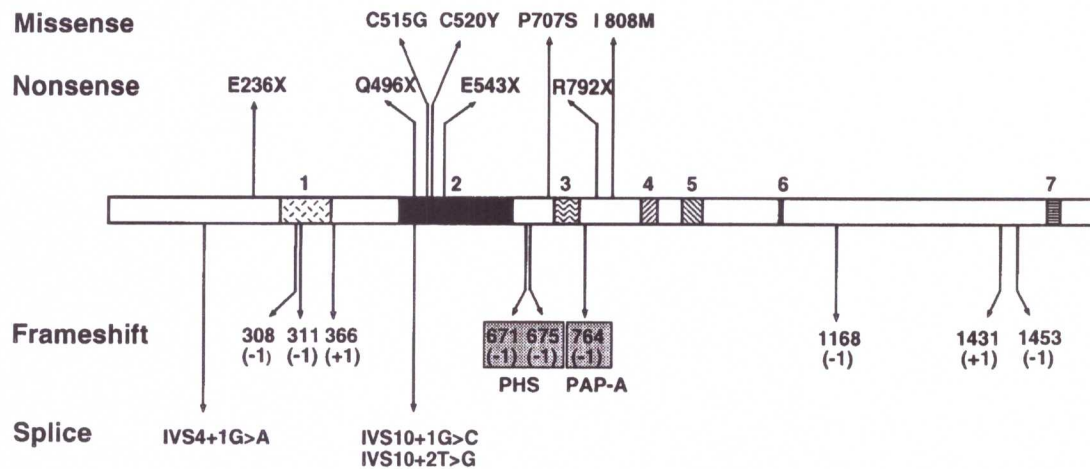 Missense C515G C520Y P707S I 808M
Nonsense E236X Q496X E543X R792X
1 2 3 4 5 6 7
Frameshift 308 311 366 671 675 764 1168 1431 1453
(-1) (-1) (+1) (-1) (-1) (-1) (-1) (+1) (-1)
PHS PAP-A
Splice IVS4+1G>A IVS10+1G>C
IVS10+2T>G